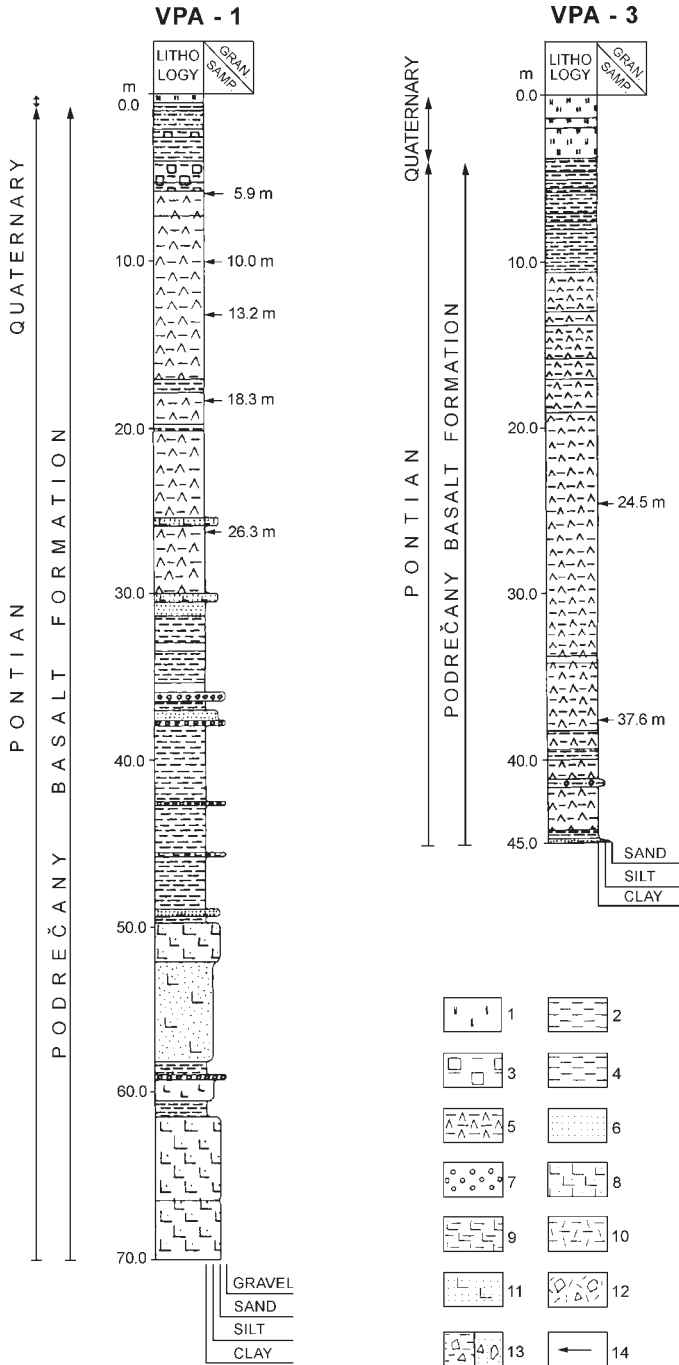 VPA - 1
LITHO
LOGY
GRAN.
SAMP.
m
0.0
5.9 m
10.0
10.0 m
13.2 m
18.3 m
20.0
26.3 m
30.0
40.0
50.0
60.0
70.0
QUATERNARY
PONTIAN
PODREČANY BASALT FORMATION
GRAVEL
SAND
SILT
CLAY
VPA - 3
LITHO
LOGY
GRAN.
SAMP.
m
0.0
10.0
20.0
24.5 m
30.0
37.6 m
40.0
45.0
QUATERNARY
PONTIAN
PODREČANY BASALT FORMATION
SAND
SILT
CLAY
1
2
3
4
5
6
7
8
9
10
11
12
13
14